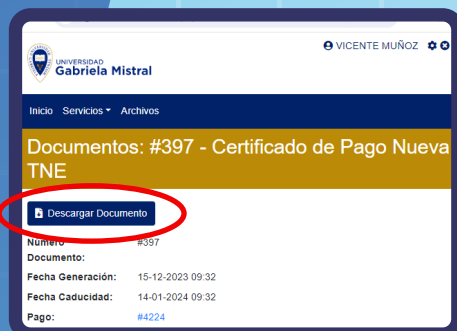 VICENTE MUÑOZ
UNIVERSIDAD
Gabriela Mistral
Inicio Servicios Archivos
Documentos: #397 - Certificado de Pago Nueva
TNE
Descargar Documento
Número #397
Documento:
Fecha Generación: 15-12-2023 09:32
Fecha Caducidad: 14-01-2024 09:32
Pago: #4224